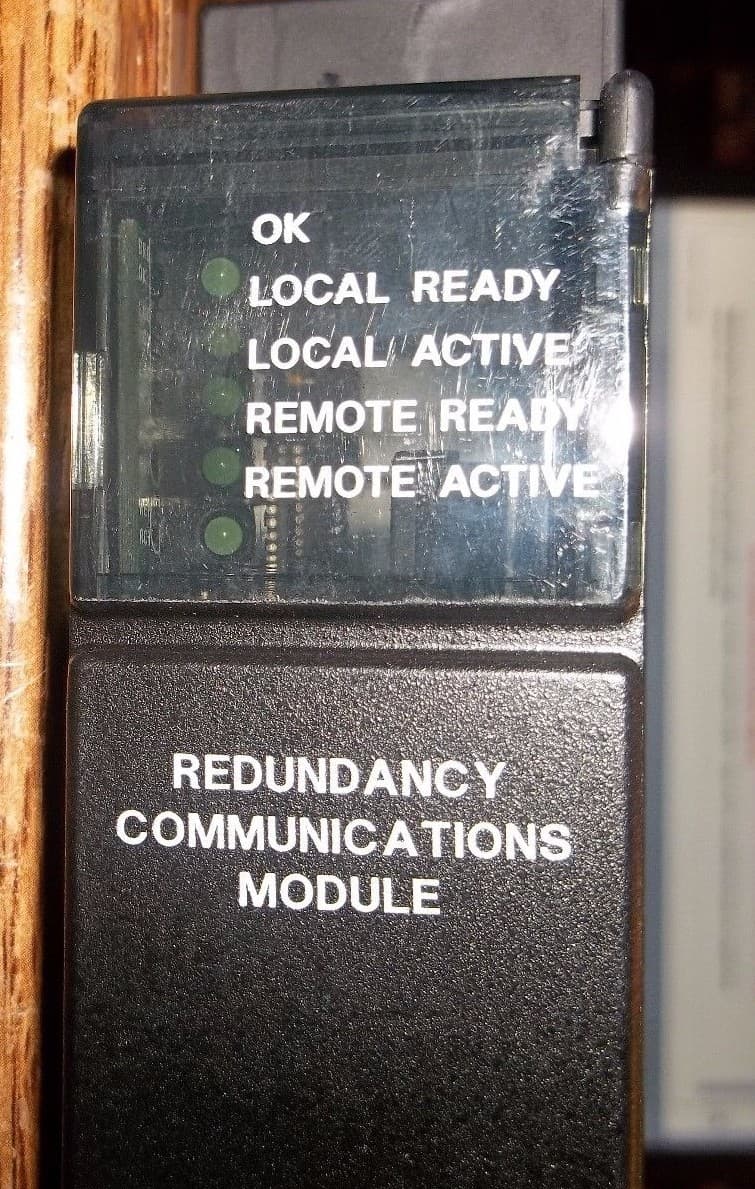 OK
LOCAL READY
LOCAL ACTIVE
REMOTE READY
REMOTE ACTIVE
REDUNDANCY
COMMUNICATIONS
MODULE